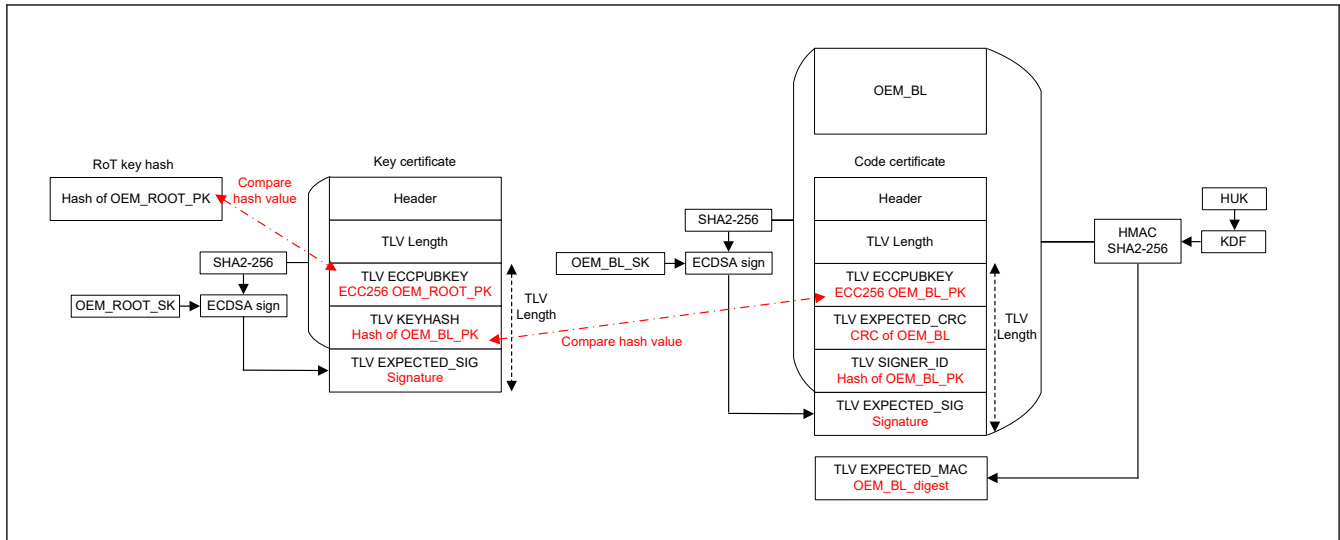 RoT key hash
Hash of OEM_ROOT_PK
Compare
hash value
SHA2-256
OEM_ROOT_SK
ECDSA sign
Key certificate
Header
TLV Length
TLV ECCPUBKEY
ECC256 OEM_ROOT_PK
TLV KEYHASH
Hash of OEM_BL_PK
TLV EXPECTED_SIG
Signature
TLV
Length
Compare hash value
SHA2-256
OEM_BL_SK
ECDSA sign
OEM_BL
Code certificate
Header
TLV Length
TLV ECCPUBKEY
ECC256 OEM_BL_PK
TLV EXPECTED_CRC
CRC of OEM_BL
TLV SIGNER_ID
Hash of OEM_BL_PK
TLV EXPECTED_SIG
Signature
TLV
Length
TLV EXPECTED_MAC
OEM_BL_digest
HMAC
SHA2-256
HUK
KDF